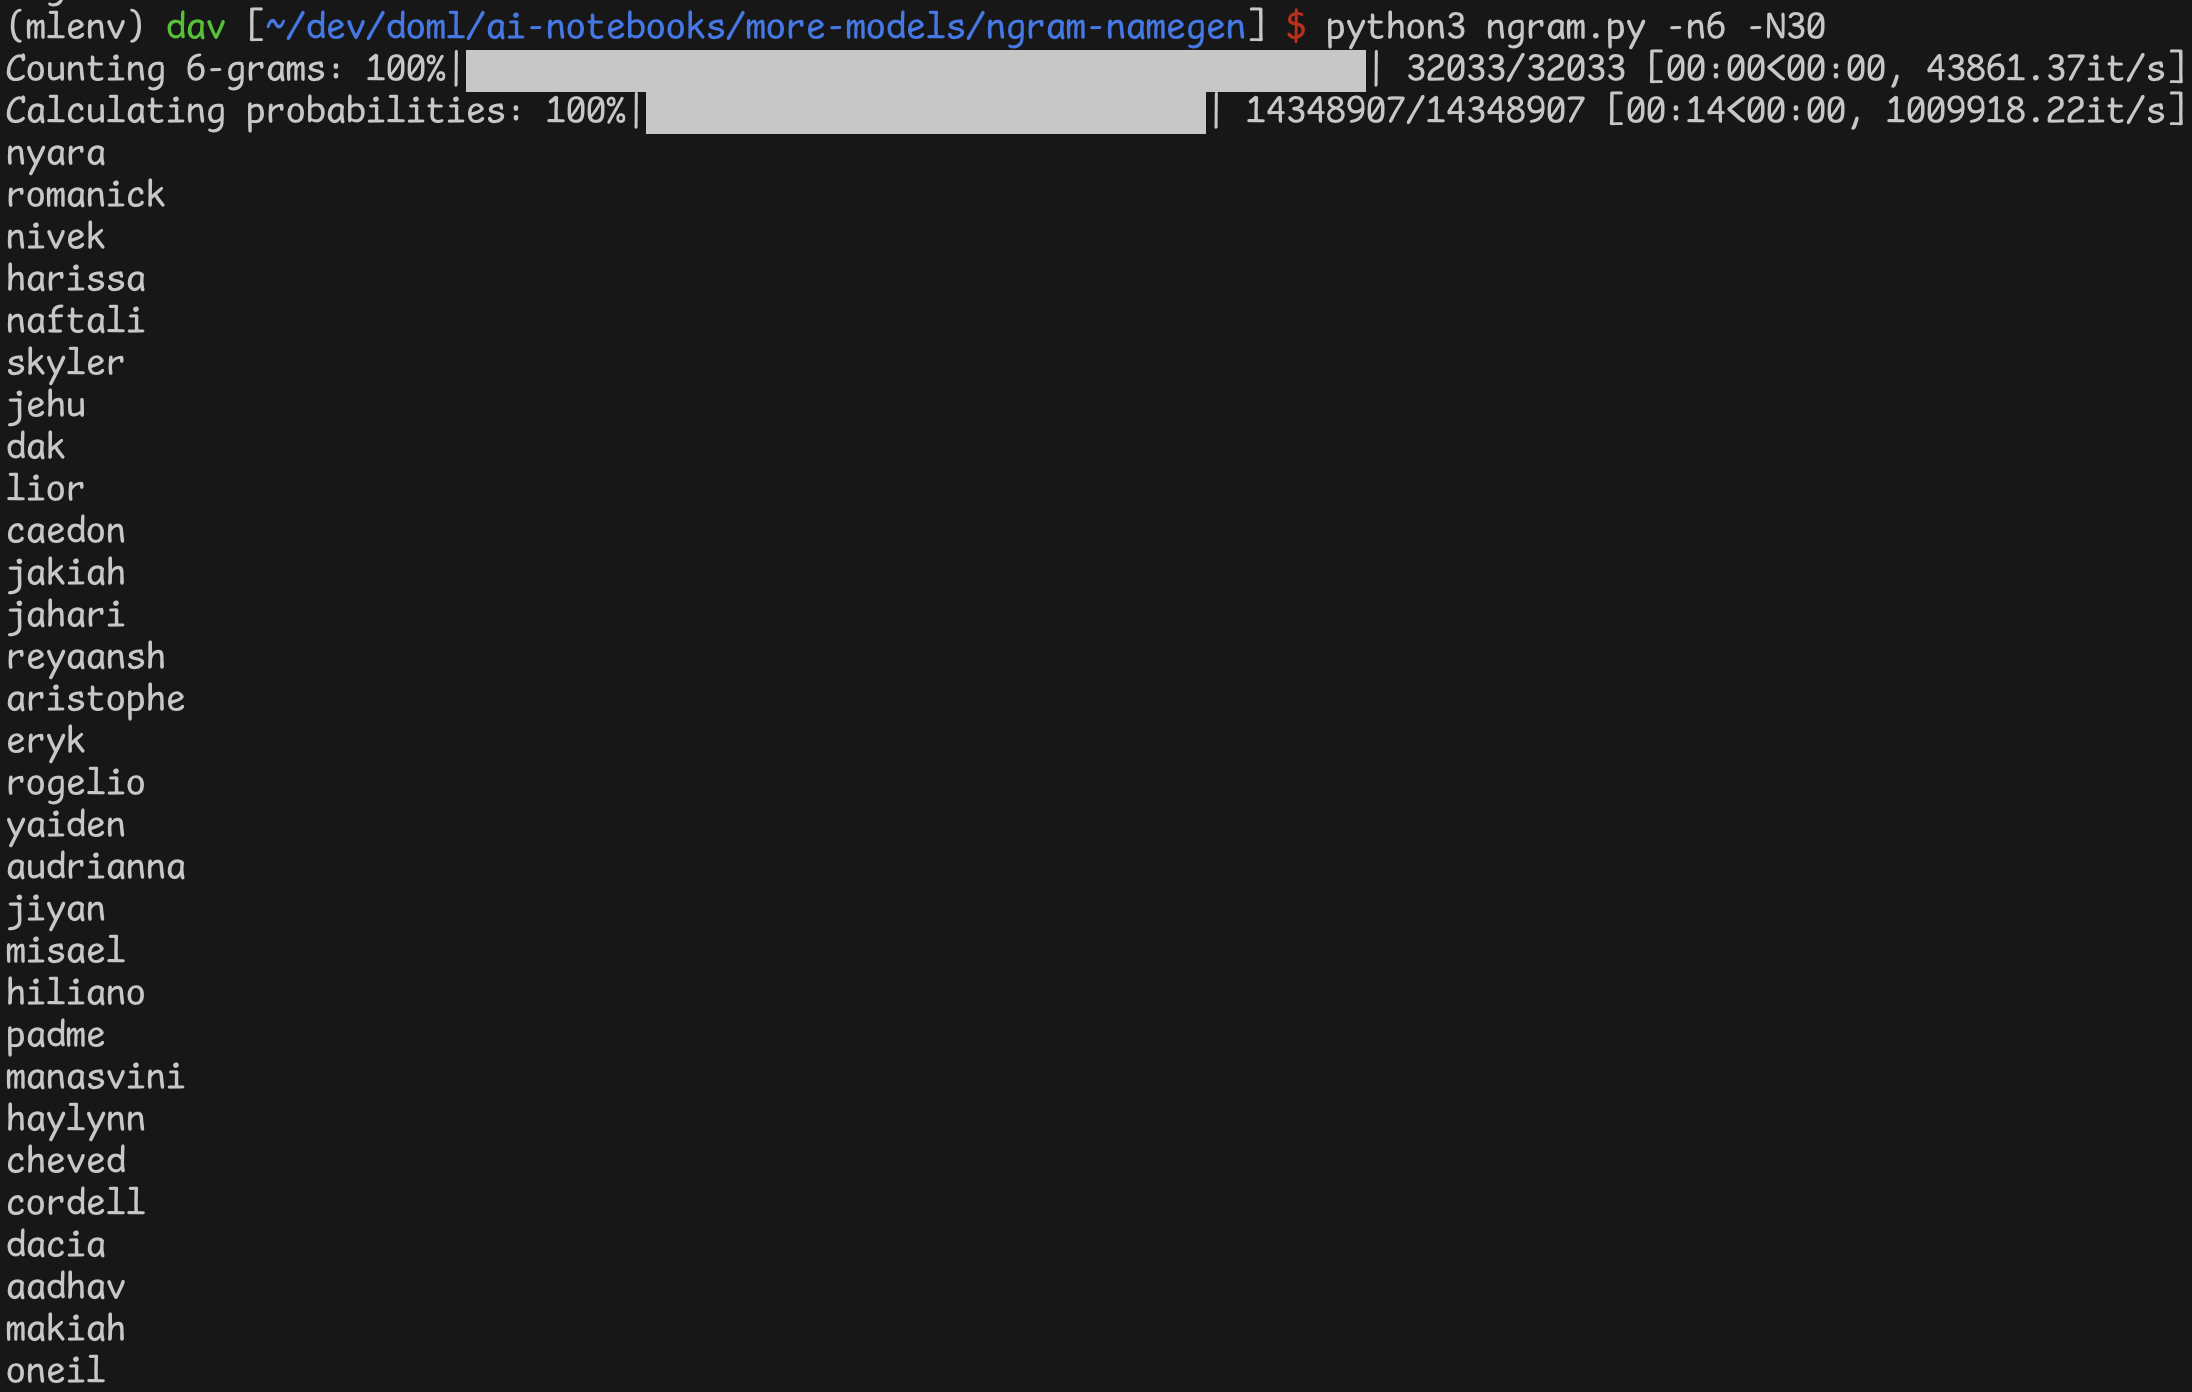 (mlenv) dav [~/dev/doml/ai-notebooks/more-models/ngram-namegen] $ python3 ngram.py -n6 -N30
Counting 6-grams: 100%|██████████| 32033/32033 [00:00<00:00, 43861.37it/s]
Calculating probabilities: 100%|██████████| 14348907/14348907 [00:14<00:00, 1009918.22it/s]
nyara
romanick
nivek
harissa
naftali
skyler
jehu
dak
lior
caedon
jakiah
jahari
reyaansh
aristophe
eryk
rogelio
yaiden
audrianna
jiyan
misael
hiliano
padme
manasvini
haylynn
cheved
cordell
dacia
aadhav
makiah
oneil